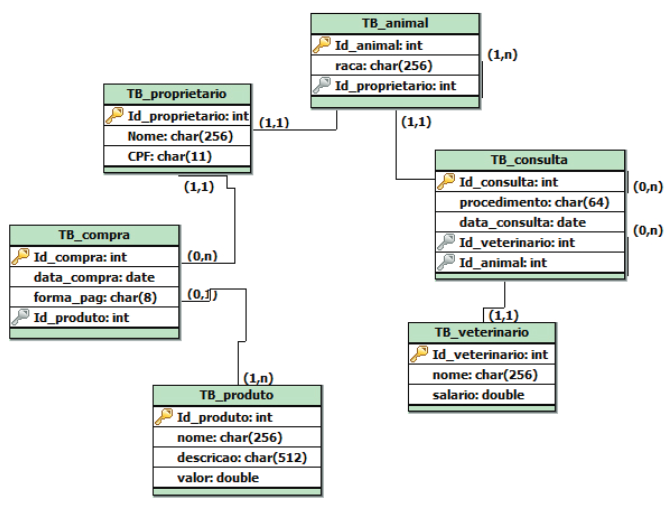 TB_animal
Id_animal: int
raca: char(256)
Id_proprietario: int
(1,n)
TB_proprietario
Id_proprietario: int
Nome: char(256)
CPF: char(11)
(1,1)
(1,1)
(1,1)
TB_consulta
Id_consulta: int
procedimento: char(64)
data_consulta: date
Id_veterinario: int
Id_animal: int
(0,n)
(0,n)
TB_compra
Id_compra: int
data_compra: date
forma_pag: char(8)
Id_produto: int
(0,n)
(0,1)
(1,1)
TB_veterinario
Id_veterinario: int
nome: char(256)
salario: double
(1,n)
TB_produto
Id_produto: int
nome: char(256)
descricao: char(512)
valor: double